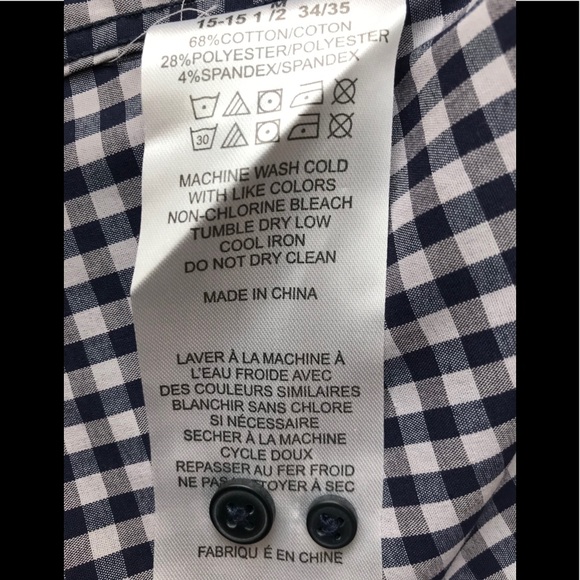 M
15-15 1/2 34/35
68%COTTON/COTON
28%POLYESTER/POLYESTER
4%SPANDEX/SPANDEX
30
MACHINE WASH COLD
WITH LIKE COLORS
NON-CHLORINE BLEACH
TUMBLE DRY LOW
COOL IRON
DO NOT DRY CLEAN
MADE IN CHINA
LAVER À LA MACHINE À
L'EAU FROIDE AVEC
DES COULEURS SIMILAIRES
BLANCHIR SANS CHLORE
SI NÉCESSAIRE
SECHER À LA MACHINE
CYCLE DOUX
REPASSER AU FER FROID
NE À SEC
FABRIQU É EN CHINE